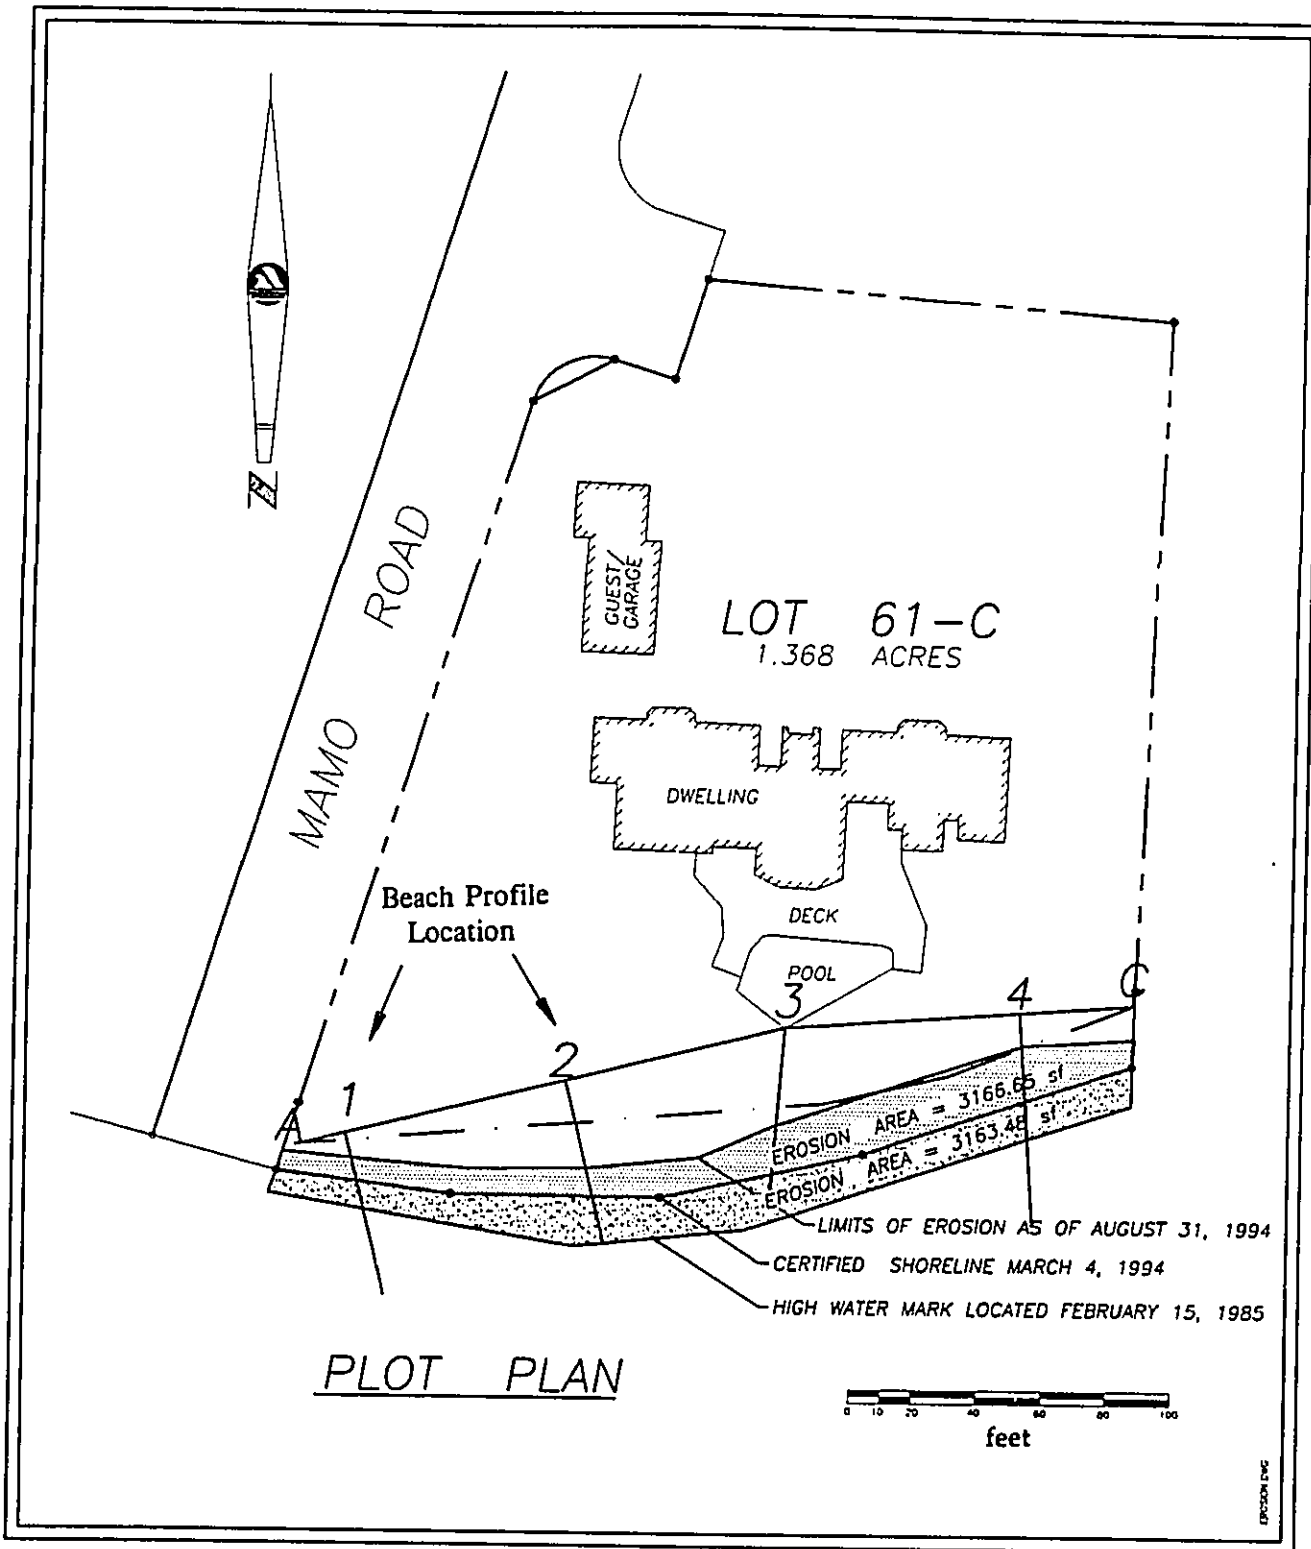 N
MAMO ROAD
GUEST/
GARAGE
LOT 61-C
1.368 ACRES
DWELLING
Beach Profile
Location
DECK
POOL
A
1
2
3
4
C
EROSION AREA = 3166.65 sf
EROSION AREA = 3163.48 sf
LIMITS OF EROSION AS OF AUGUST 31, 1994
CERTIFIED SHORELINE MARCH 4, 1994
HIGH WATER MARK LOCATED FEBRUARY 15, 1985
PLOT PLAN
0 10 20 40 60 80 100
feet
EROSION.DWG